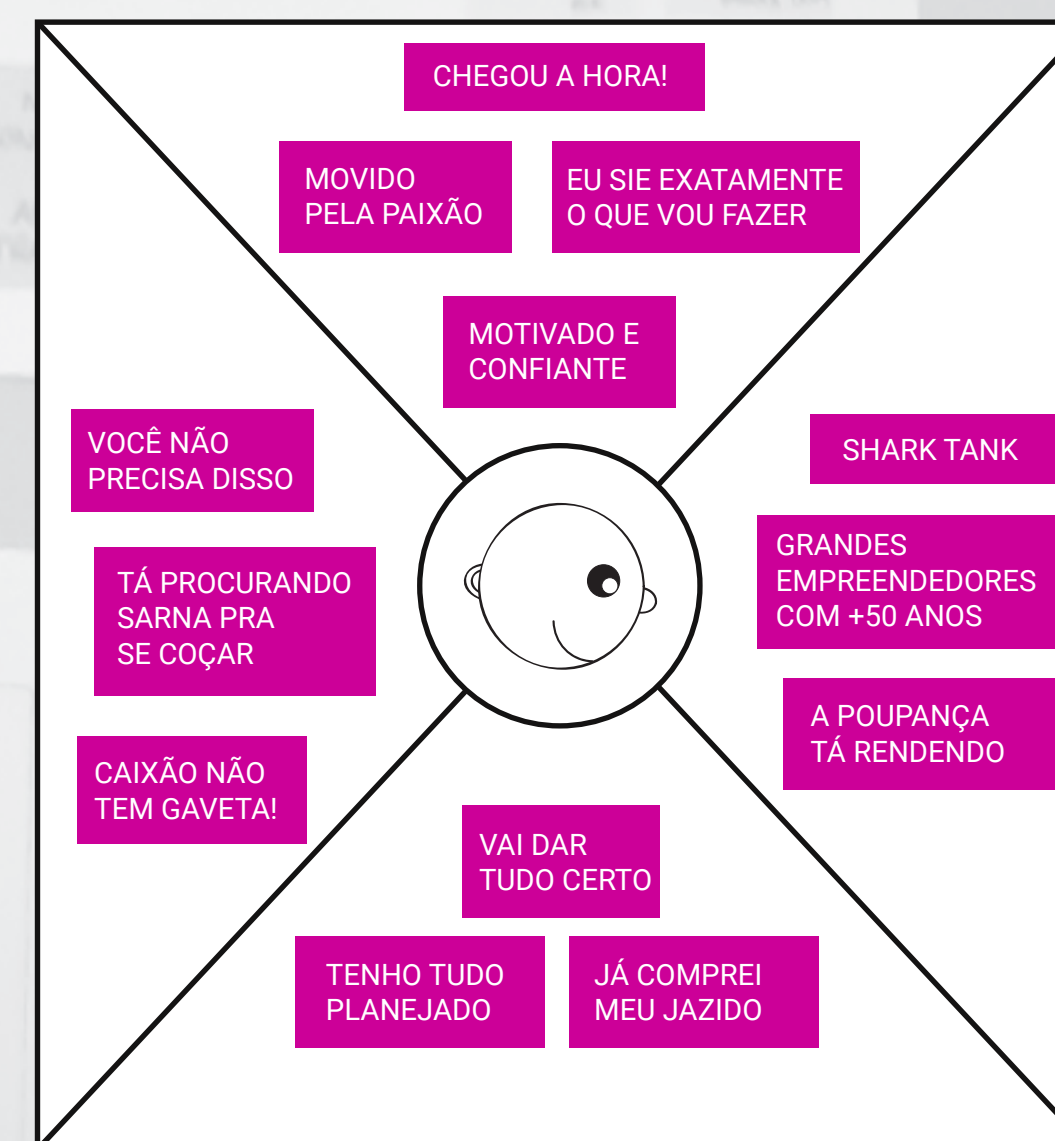 CHEGOU A HORA!
MOVIDO
PELA PAIXÃO
EU SIE EXATAMENTE
O QUE VOU FAZER
MOTIVADO E
CONFIANTE
VOCÊ NÃO
PRECISA DISSO
TÁ PROCURANDO
SARNA PRA
SE COÇAR
CAIXÃO NÃO
TEM GAVETA!
SHARK TANK
GRANDES
EMPREENDEDORES
COM +50 ANOS
A POUPANÇA
TÁ RENDENDO
VAI DAR
TUDO CERTO
TENHO TUDO
PLANEJADO
JÁ COMPREI
MEU JAZIDO